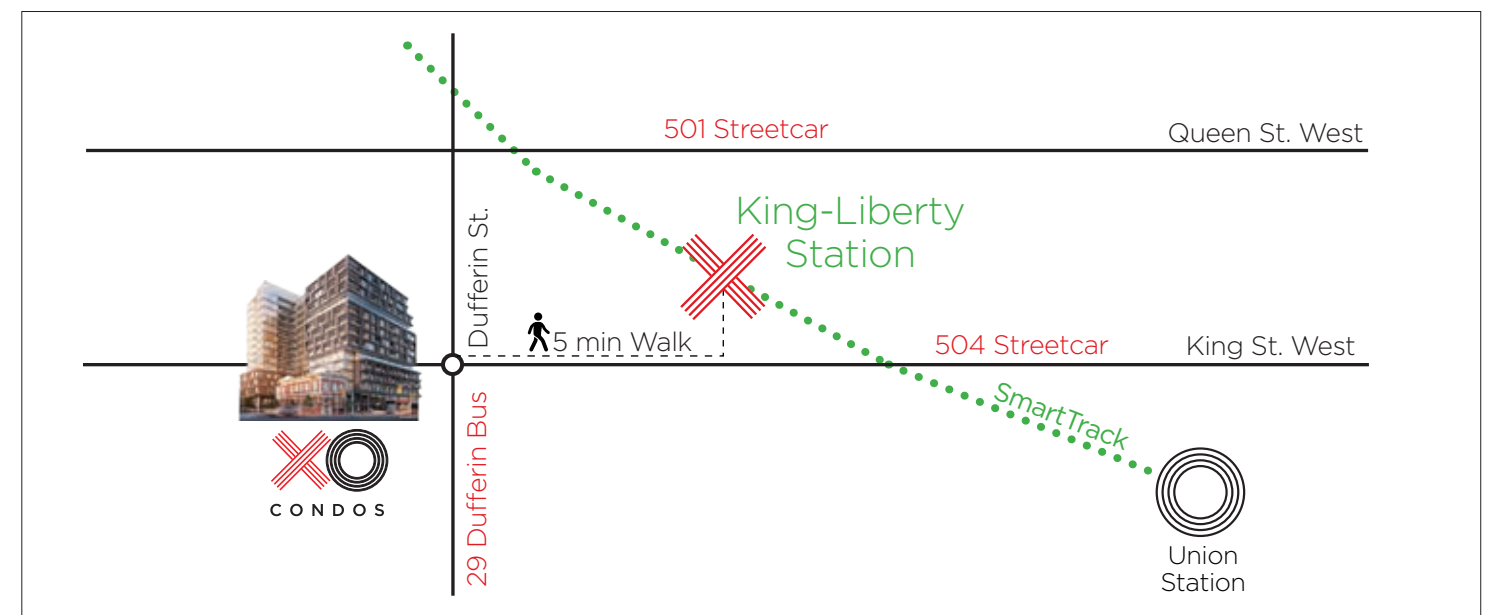 501 Streetcar
Queen St. West
King-Liberty
Station
Dufferin St.
5 min Walk
504 Streetcar
King St. West
SmartTrack
29 Dufferin Bus
XO
CONDOS
Union
Station